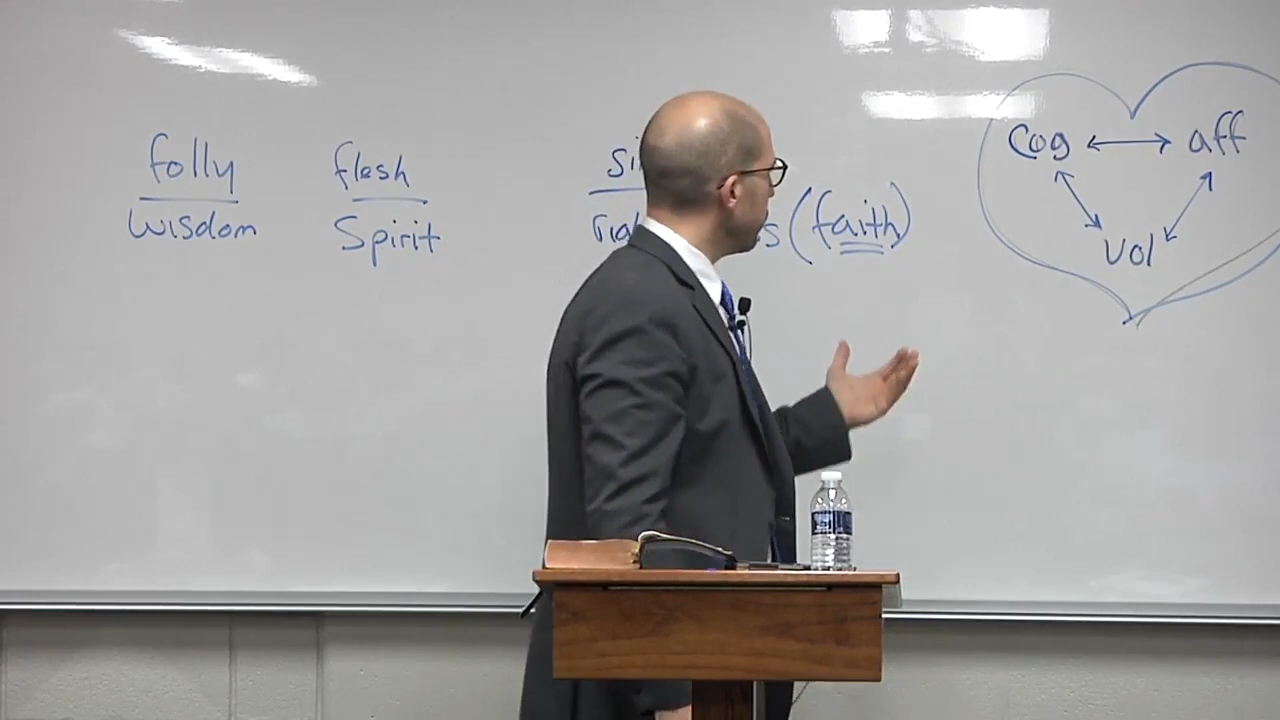 folly
wisdom
flesh
Spirit
s (faith)
Cog aff
Vol